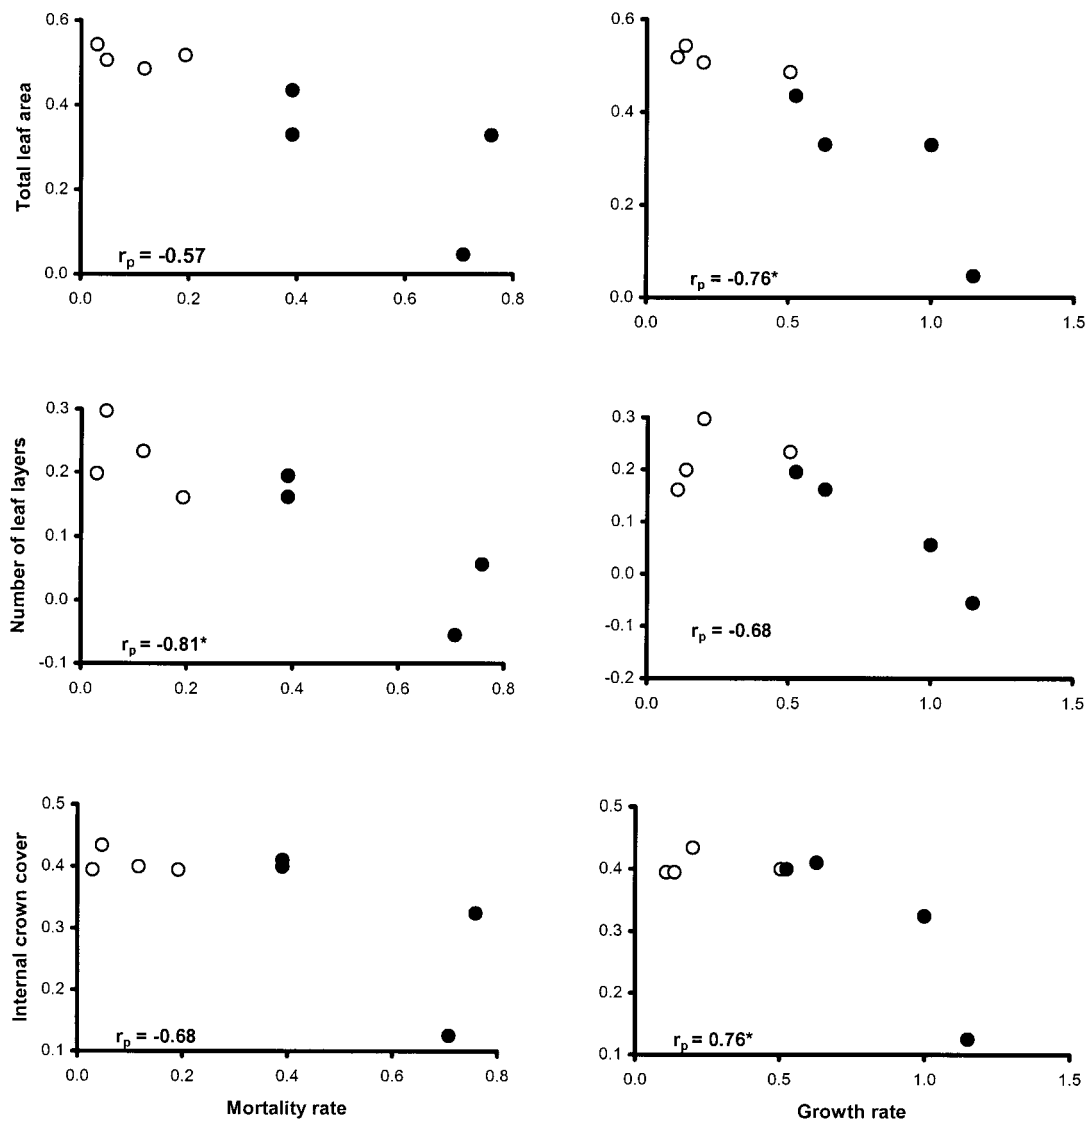 0.6
0.4
0.2
0.0
Total leaf area
r_p = -0.57
0.0 0.2 0.4 0.6 0.8
0.6
0.4
0.2
0.0
r_p = -0.76*
0.0 0.5 1.0 1.5
0.3
0.2
0.1
0.0
-0.1
Number of leaf layers
r_p = -0.81*
0.0 0.2 0.4 0.6 0.8
0.3
0.2
0.1
0.0
-0.1
-0.2
r_p = -0.68
0.0 0.5 1.0 1.5
0.5
0.4
0.3
0.2
0.1
Internal crown cover
r_p = -0.68
0.0 0.2 0.4 0.6 0.8
Mortality rate
0.5
0.4
0.3
0.2
0.1
r_p = 0.76*
0.0 0.5 1.0 1.5
Growth rate